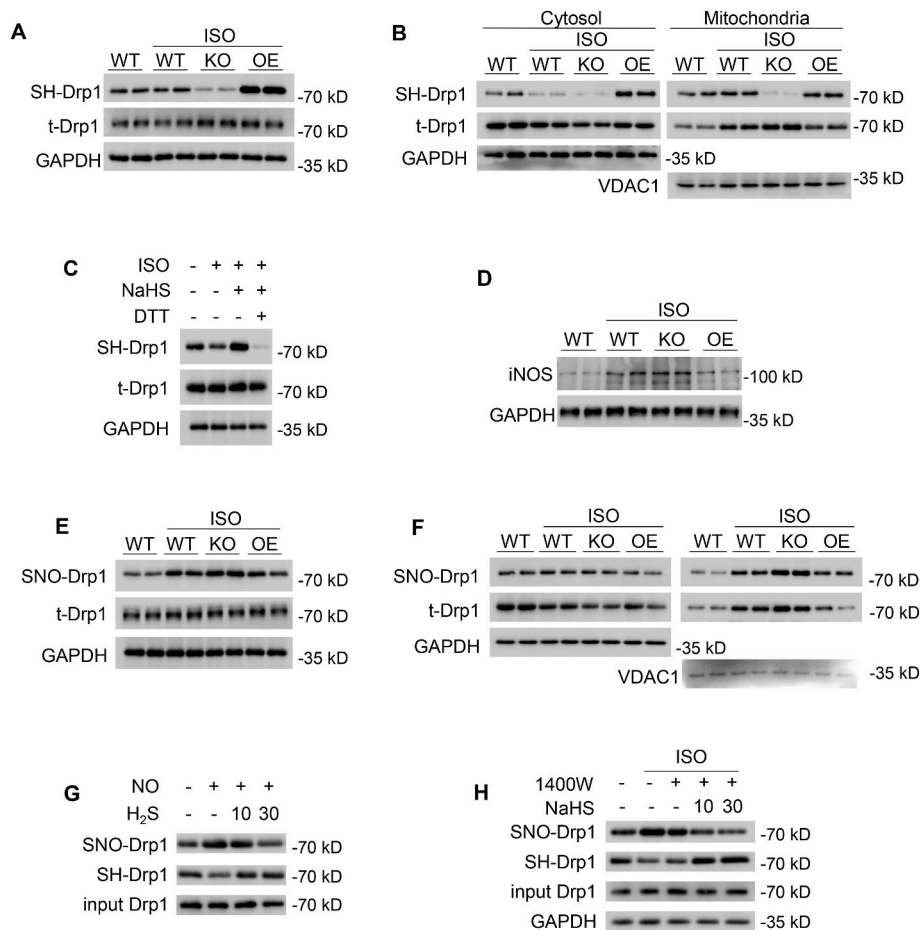 A
ISO
WT WT KO OE
SH-Drp1 -70 kD
t-Drp1 -70 kD
GAPDH -35 kD
B
Cytosol Mitochondria
ISO ISO
WT WT KO OE WT WT KO OE
SH-Drp1 -70 kD
t-Drp1 -70 kD
GAPDH -35 kD
VDAC1 -35 kD
C
ISO - + + +
NaHS - - + +
DTT - - - +
SH-Drp1 -70 kD
t-Drp1 -70 kD
GAPDH -35 kD
D
ISO
WT WT KO OE
iNOS -100 kD
GAPDH -35 kD
E
ISO
WT WT KO OE
SNO-Drp1 -70 kD
t-Drp1 -70 kD
GAPDH -35 kD
F
ISO ISO
WT WT KO OE WT WT KO OE
SNO-Drp1 -70 kD
t-Drp1 -70 kD
GAPDH -35 kD
VDAC1 -35 kD
G
NO - + + +
H₂S - - 10 30
SNO-Drp1 -70 kD
SH-Drp1 -70 kD
input Drp1 -70 kD
H
ISO
1400W - - + + +
NaHS - - - 10 30
SNO-Drp1 -70 kD
SH-Drp1 -70 kD
input Drp1 -70 kD
GAPDH -35 kD